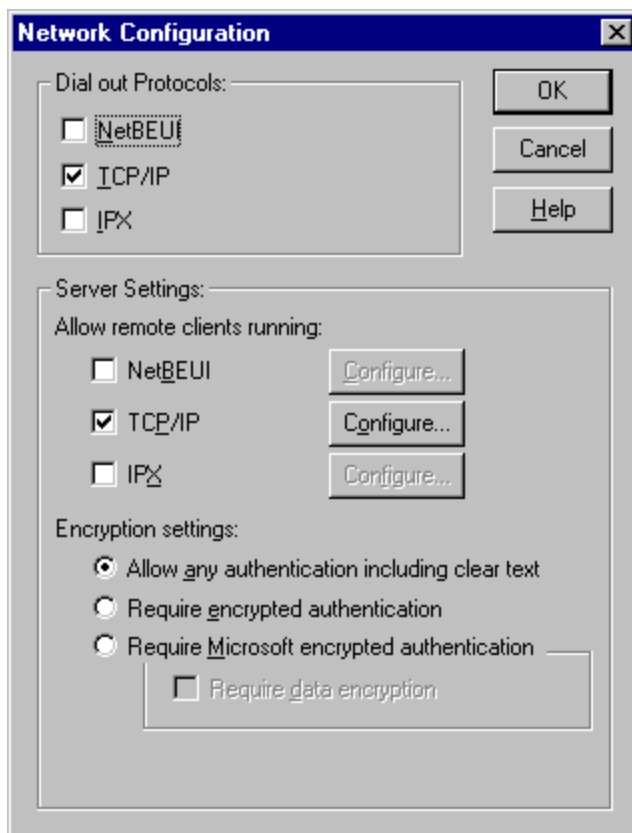 Network Configuration
Dial out Protocols:
NetBEUI
TCP/IP
IPX
OK
Cancel
Help
Server Settings:
Allow remote clients running:
NetBEUI Configure...
TCP/IP Configure...
IPX Configure...
Encryption settings:
Allow any authentication including clear text
Require encrypted authentication
Require Microsoft encrypted authentication
Require data encryption